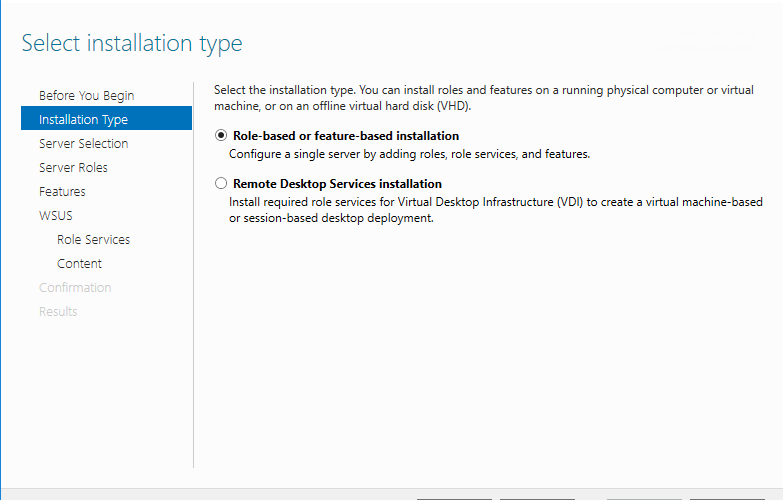 Select installation type
Before You Begin
Installation Type
Server Selection
Server Roles
Features
WSUS
Role Services
Content
Confirmation
Results
Select the installation type. You can install roles and features on a running physical computer or virtual
machine, or on an offline virtual hard disk (VHD).
Role-based or feature-based installation
Configure a single server by adding roles, role services, and features.
Remote Desktop Services installation
Install required role services for Virtual Desktop Infrastructure (VDI) to create a virtual machine-based
or session-based desktop deployment.